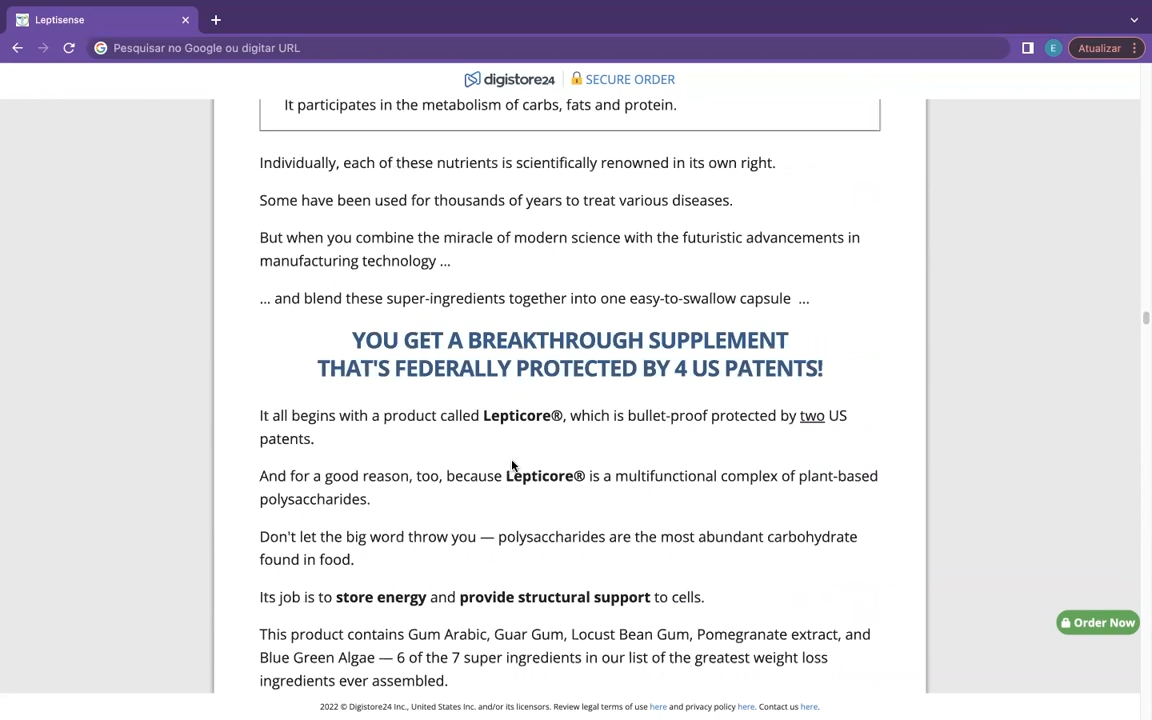 Leptisense
Pesquisar no Google ou digitar URL
E
Atualizar
digistore24
SECURE ORDER
It participates in the metabolism of carbs, fats and protein.
Individually, each of these nutrients is scientifically renowned in its own right.
Some have been used for thousands of years to treat various diseases.
But when you combine the miracle of modern science with the futuristic advancements in
manufacturing technology ...
... and blend these super-ingredients together into one easy-to-swallow capsule ...
YOU GET A BREAKTHROUGH SUPPLEMENT
THAT'S FEDERALLY PROTECTED BY 4 US PATENTS!
It all begins with a product called Lepticore®, which is bullet-proof protected by two US
patents.
And for a good reason, too, because Lepticore® is a multifunctional complex of plant-based
polysaccharides.
Don't let the big word throw you — polysaccharides are the most abundant carbohydrate
found in food.
Its job is to store energy and provide structural support to cells.
Order Now
This product contains Gum Arabic, Guar Gum, Locust Bean Gum, Pomegranate extract, and
Blue Green Algae — 6 of the 7 super ingredients in our list of the greatest weight loss
ingredients ever assembled.
2022 © Digistore24 Inc., United States Inc. and/or its licensors. Review legal terms of use here and privacy policy here. Contact us here.